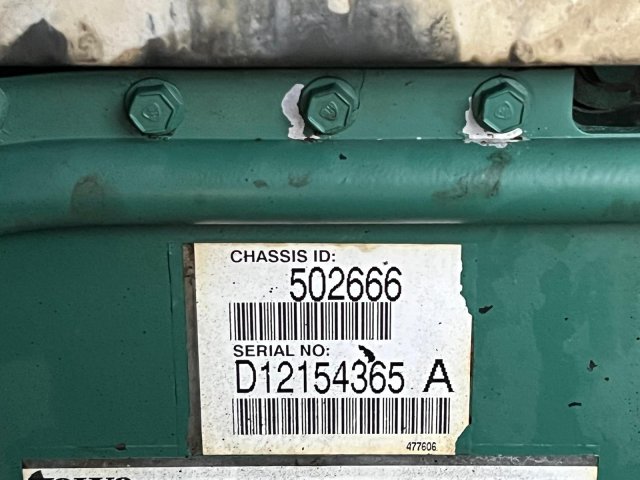 CHASSIS ID:
502666
SERIAL NO:
D12154365 A
477606